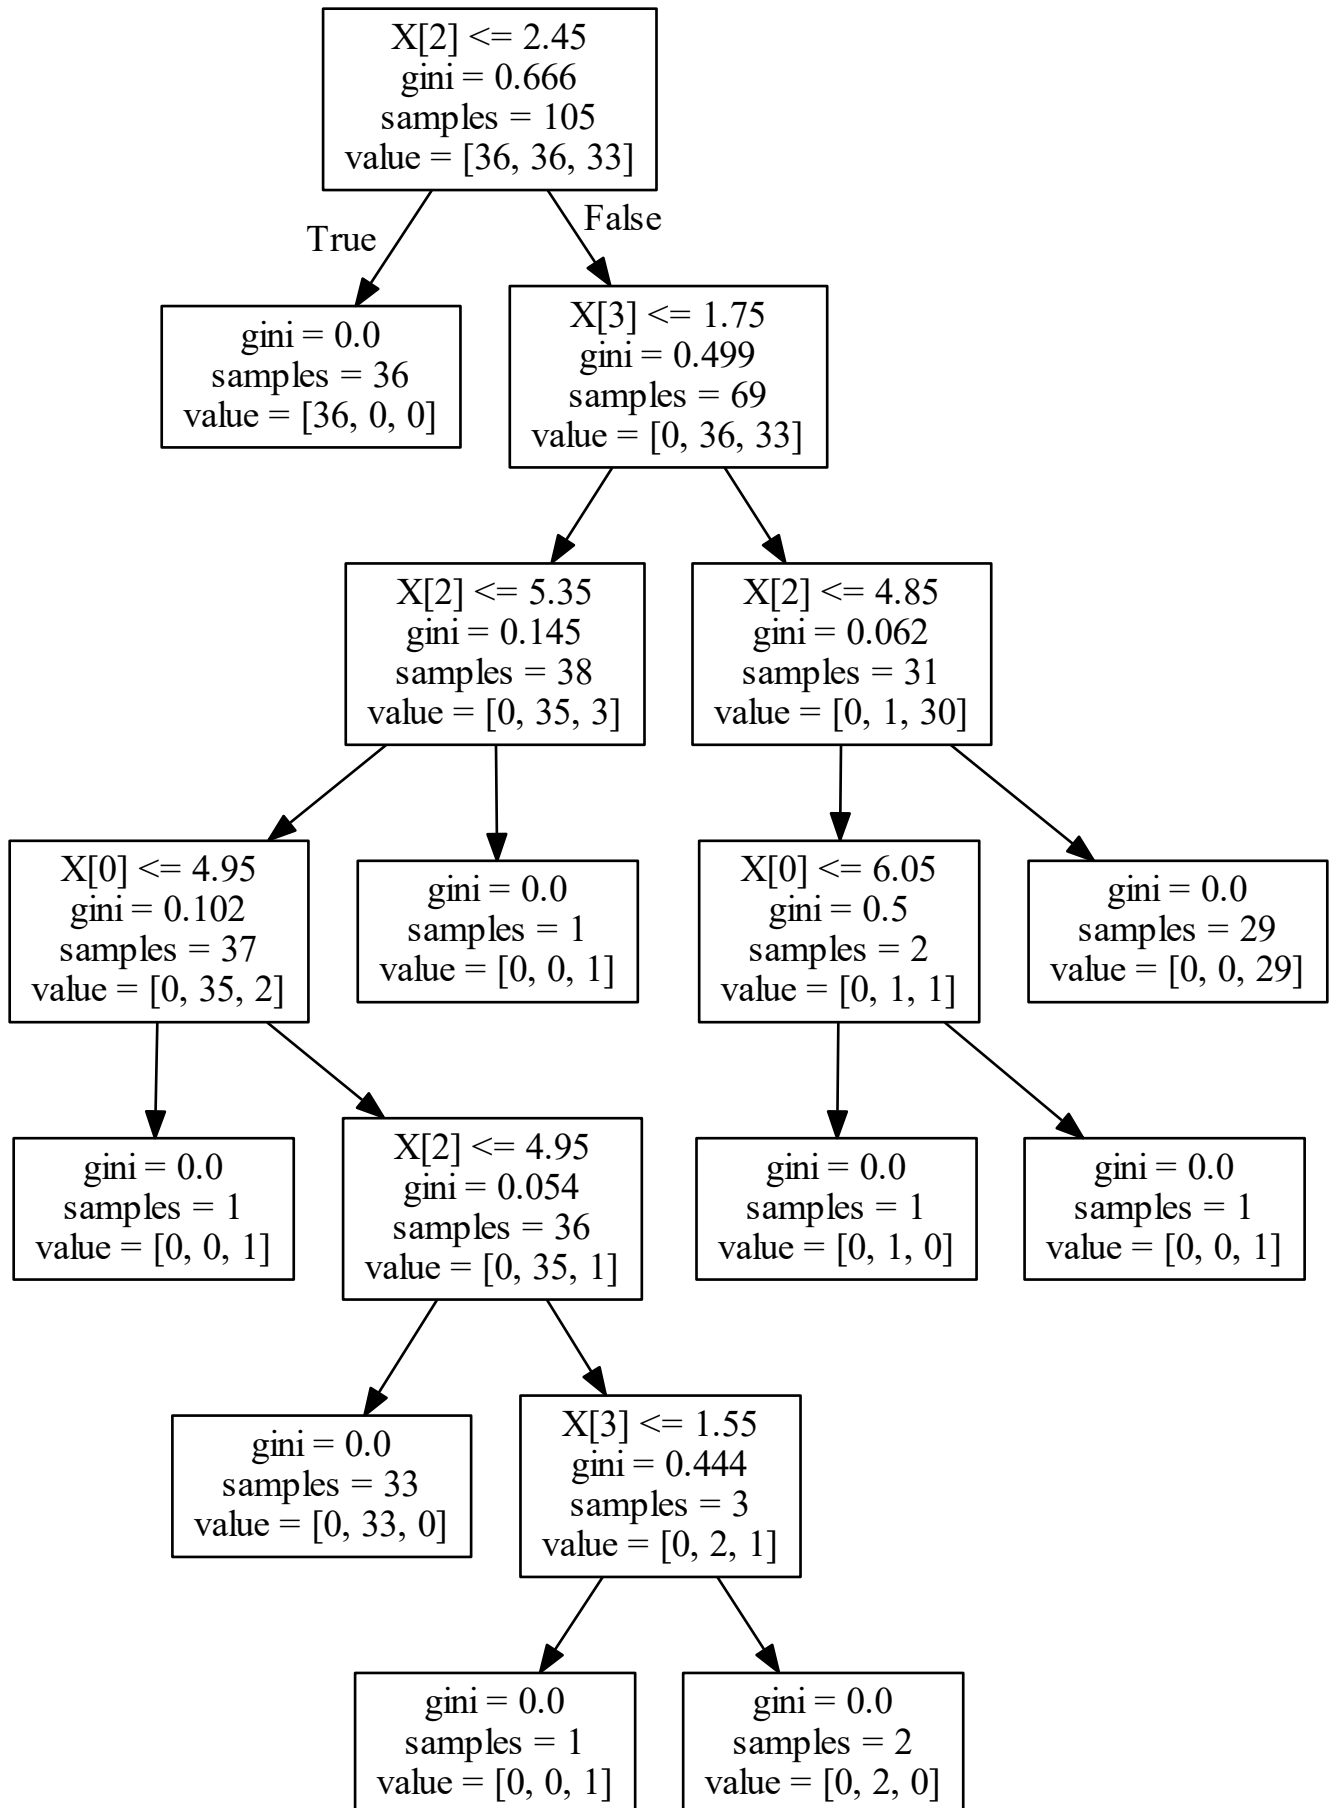 X[2] <= 2.45
gini = 0.666
samples = 105
value = [36, 36, 33]
True
False
gini = 0.0
samples = 36
value = [36, 0, 0]
X[3] <= 1.75
gini = 0.499
samples = 69
value = [0, 36, 33]
X[2] <= 5.35
gini = 0.145
samples = 38
value = [0, 35, 3]
X[2] <= 4.85
gini = 0.062
samples = 31
value = [0, 1, 30]
X[0] <= 4.95
gini = 0.102
samples = 37
value = [0, 35, 2]
gini = 0.0
samples = 1
value = [0, 0, 1]
X[0] <= 6.05
gini = 0.5
samples = 2
value = [0, 1, 1]
gini = 0.0
samples = 29
value = [0, 0, 29]
gini = 0.0
samples = 1
value = [0, 0, 1]
X[2] <= 4.95
gini = 0.054
samples = 36
value = [0, 35, 1]
gini = 0.0
samples = 1
value = [0, 1, 0]
gini = 0.0
samples = 1
value = [0, 0, 1]
gini = 0.0
samples = 33
value = [0, 33, 0]
X[3] <= 1.55
gini = 0.444
samples = 3
value = [0, 2, 1]
gini = 0.0
samples = 1
value = [0, 0, 1]
gini = 0.0
samples = 2
value = [0, 2, 0]